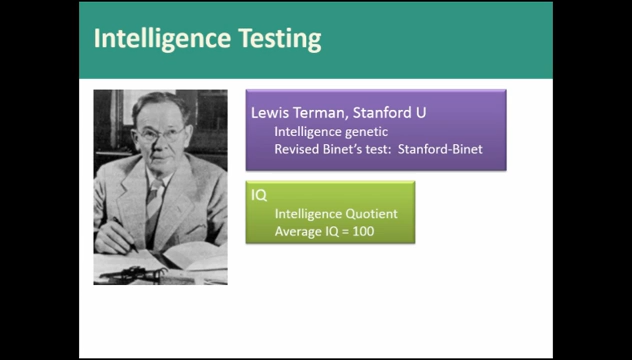 Intelligence Testing
Lewis Terman, Stanford U
Intelligence genetic
Revised Binet's test: Stanford-Binet
IQ
Intelligence Quotient
Average IQ = 100